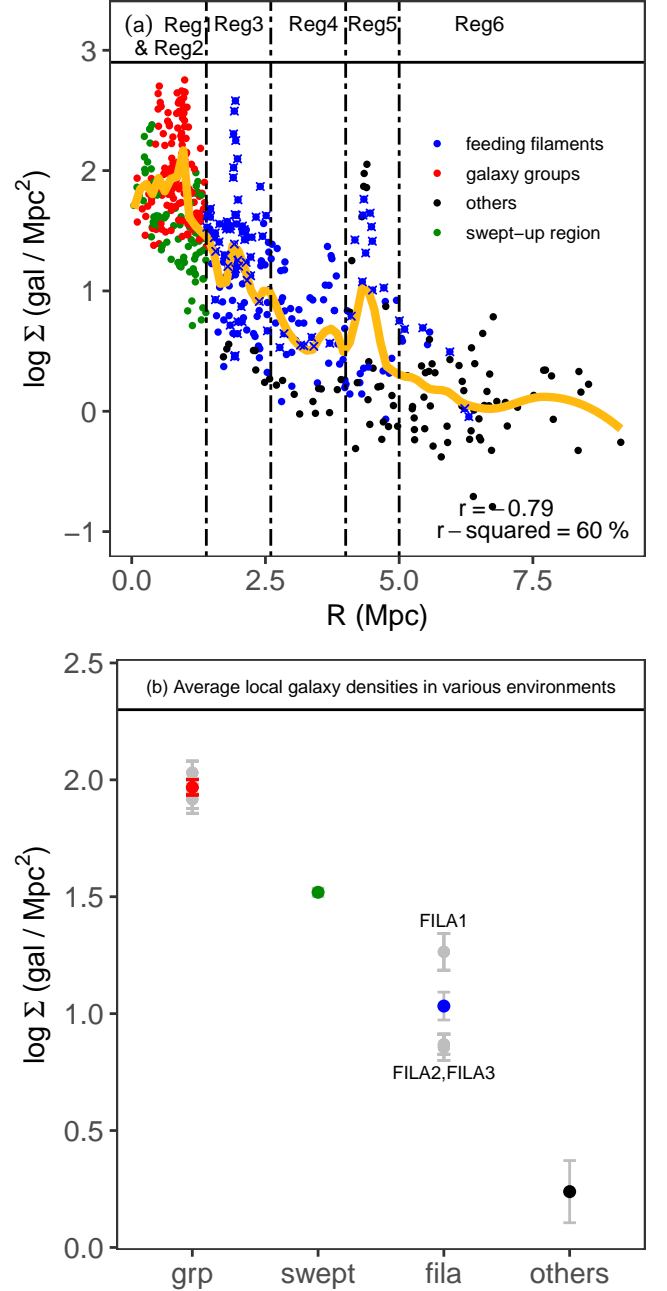 (a) Reg Reg3 Reg4 Reg5 Reg6
& Reg2
3
2
1
0
−1
log Σ (gal / Mpc²)
feeding filaments
galaxy groups
others
swept−up region
r = −0.79
r − squared = 60 %
0.0 2.5 5.0 7.5
R (Mpc)
(b) Average local galaxy densities in various environments
2.5
2.0
1.5
1.0
0.5
0.0
log Σ (gal / Mpc²)
FILA1
FILA2,FILA3
grp swept fila others